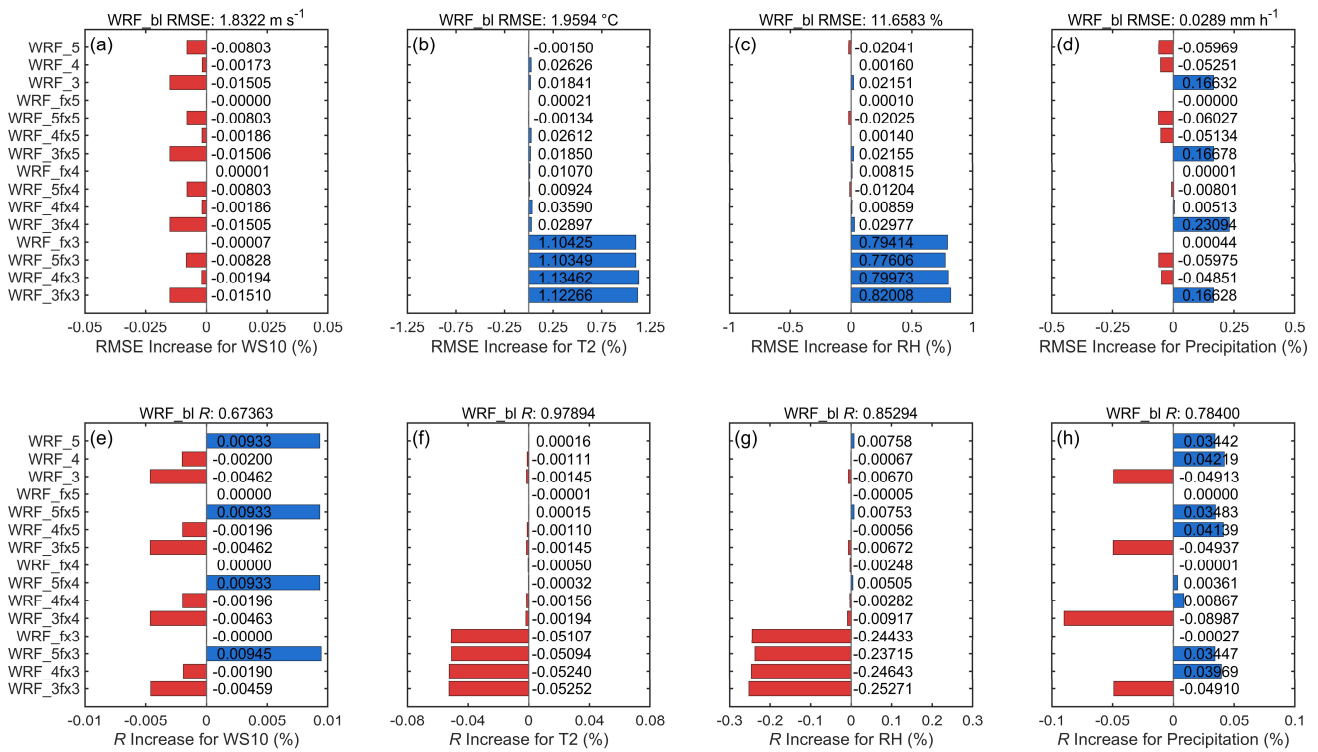 WRF_bl RMSE: 1.8322 m s⁻¹
(a)
WRF_5 -0.00803
WRF_4 -0.00173
WRF_3 -0.01505
WRF_fx5 -0.00000
WRF_5fx5 -0.00803
WRF_4fx5 -0.00186
WRF_3fx5 -0.01506
WRF_fx4 0.00001
WRF_5fx4 -0.00803
WRF_4fx4 -0.00186
WRF_3fx4 -0.01505
WRF_fx3 -0.00007
WRF_5fx3 -0.00828
WRF_4fx3 -0.00194
WRF_3fx3 -0.01510
-0.05 -0.025 0 0.025 0.05
RMSE Increase for WS10 (%)
WRF_bl RMSE: 1.9594 °C
(b)
-0.00150
0.02626
0.01841
0.00021
-0.00134
0.02612
0.01850
0.01070
0.00924
0.03590
0.02897
1.10425
1.10349
1.13462
1.12266
-1.25 -0.75 -0.25 0.25 0.75 1.25
RMSE Increase for T2 (%)
WRF_bl RMSE: 11.6583 %
(c)
-0.02041
0.00160
0.02151
0.00010
-0.02025
0.00140
0.02155
0.00815
-0.01204
0.00859
0.02977
0.79414
0.77606
0.79973
0.82008
-1 -0.5 0 0.5 1
RMSE Increase for RH (%)
WRF_bl RMSE: 0.0289 mm h⁻¹
(d)
-0.05969
-0.05251
0.16632
-0.00000
-0.06027
-0.05134
0.16678
0.00001
-0.00801
0.00513
0.23094
0.00044
-0.05975
-0.04851
0.16628
-0.5 -0.25 0 0.25 0.5
RMSE Increase for Precipitation (%)
WRF_bl R: 0.67363
(e)
WRF_5 0.00933
WRF_4 -0.00200
WRF_3 -0.00462
WRF_fx5 0.00000
WRF_5fx5 0.00933
WRF_4fx5 -0.00196
WRF_3fx5 -0.00462
WRF_fx4 0.00000
WRF_5fx4 0.00933
WRF_4fx4 -0.00196
WRF_3fx4 -0.00463
WRF_fx3 -0.00000
WRF_5fx3 0.00945
WRF_4fx3 -0.00190
WRF_3fx3 -0.00459
-0.01 -0.005 0 0.005 0.01
R Increase for WS10 (%)
WRF_bl R: 0.97894
(f)
0.00016
-0.00111
-0.00145
-0.00001
0.00015
-0.00110
-0.00145
-0.00050
-0.00032
-0.00156
-0.00194
-0.05107
-0.05094
-0.05240
-0.05252
-0.08 -0.04 0 0.04 0.08
R Increase for T2 (%)
WRF_bl R: 0.85294
(g)
0.00758
-0.00067
-0.00670
-0.00005
0.00753
-0.00056
-0.00672
-0.00248
0.00505
-0.00282
-0.00917
-0.24433
-0.23715
-0.24643
-0.25271
-0.3 -0.2 -0.1 0 0.1 0.2 0.3
R Increase for RH (%)
WRF_bl R: 0.78400
(h)
0.03442
0.04219
-0.04913
0.00000
0.03483
0.04139
-0.04937
-0.00001
0.00361
0.00867
-0.08987
-0.00027
0.03447
0.03969
-0.04910
-0.1 -0.05 0 0.05 0.1
R Increase for Precipitation (%)